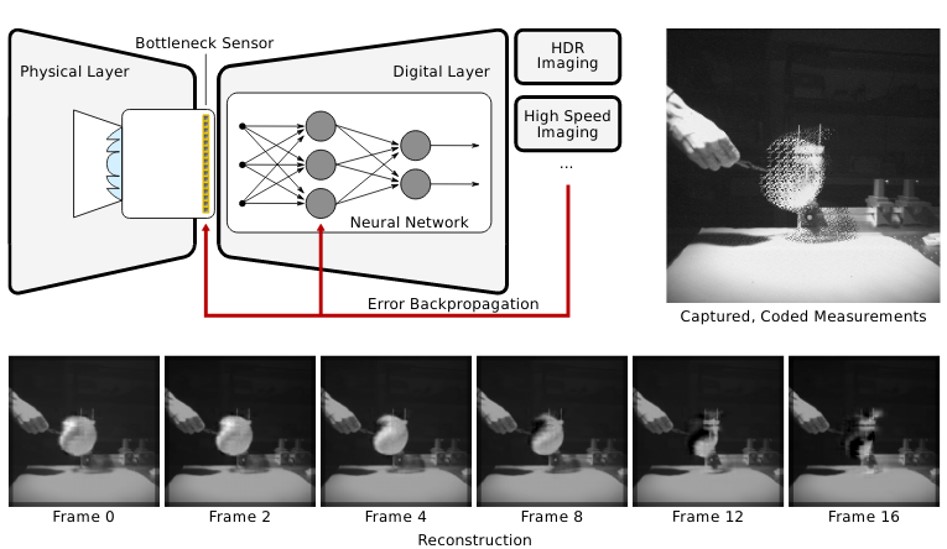 Bottleneck Sensor
Physical Layer
Digital Layer
Neural Network
Error Backpropagation
HDR
Imaging
High Speed
Imaging
...
Captured, Coded Measurements
Frame 0
Frame 2
Frame 4
Frame 8
Frame 12
Frame 16
Reconstruction